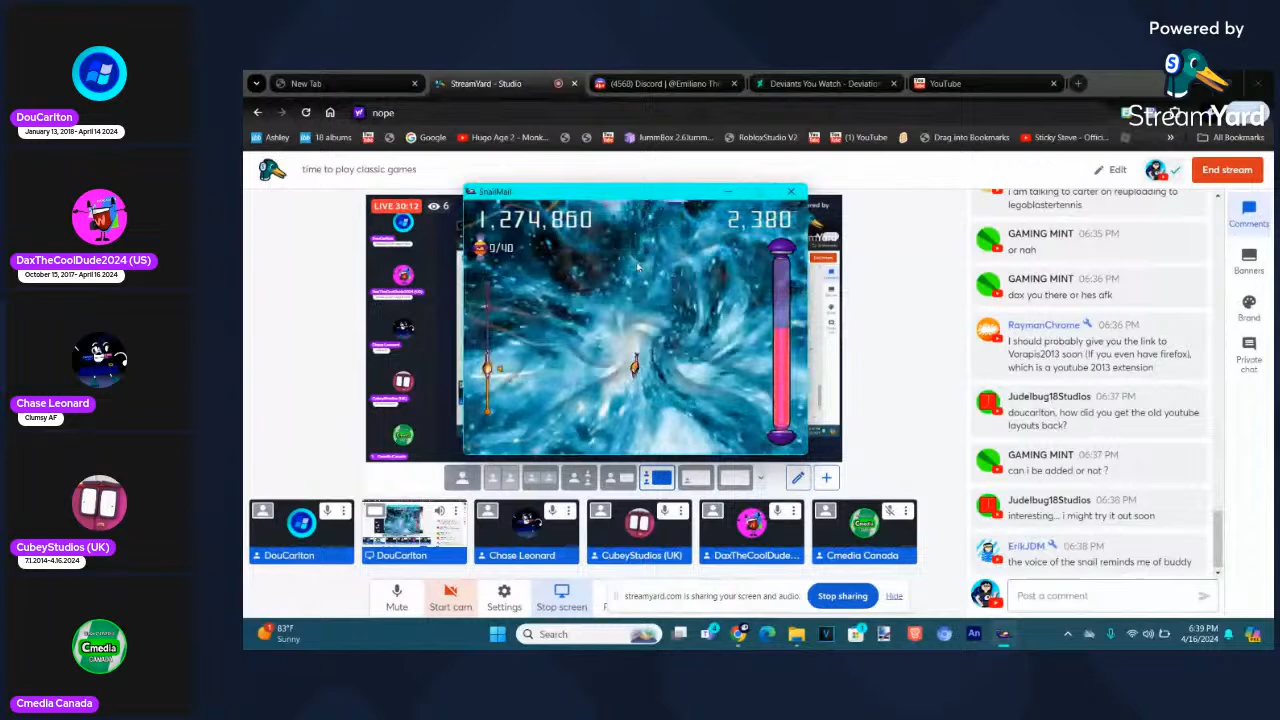 DouCarlton
January 13, 2018- April 14 2024
DaxTheCoolDude2024 (US)
October 15, 2017- April 16 2024
Chase Leonard
Clumsy AF
CubeyStudios (UK)
7.1.2014-4.16.2024
Cmedia
CANADA
Cmedia Canada
Powered by
StreamYard
New Tab
StreamYard - Studio
(4568) Discord | @Emiliano Thi
Deviants You Watch - Deviation
YouTube
nope
Ashley
18 albums
Google
Hugo Age 2 - Monk...
JummBox 2.6Jumm...
RobloxStudio V2
(1) YouTube
Drag into Bookmarks
Sticky Steve - Offici...
All Bookmarks
time to play classic games
Edit
End stream
LIVE 30:12
6
SnailMail
1,274,860
2,380
0/40
i am talking to carter on reuploading to
legoblastertennis
GAMING MINT 06:35 PM
or nah
GAMING MINT 06:36 PM
dax you there or hes afk
RaymanChrome 06:36 PM
I should probably give you the link to
Vorapis2013 soon (If you even have firefox),
which is a youtube 2013 extension
Judelbug18Studios 06:37 PM
doucarlton, how did you get the old youtube
layouts back?
GAMING MINT 06:37 PM
can i be added or not ?
Judelbug18Studios 06:38 PM
interesting... i might try it out soon
ErikJDM 06:38 PM
the voice of the snail reminds me of buddy
Post a comment
Comments
Banners
Brand
Private
chat
DouCarlton
DouCarlton
Chase Leonard
CubeyStudios (UK)
DaxTheCoolDude...
Cmedia Canada
Mute
Start cam
Settings
Stop screen
streamyard.com is sharing your screen and audio.
Stop sharing
Hide
83°F
Sunny
Search
6:39 PM
4/16/2024